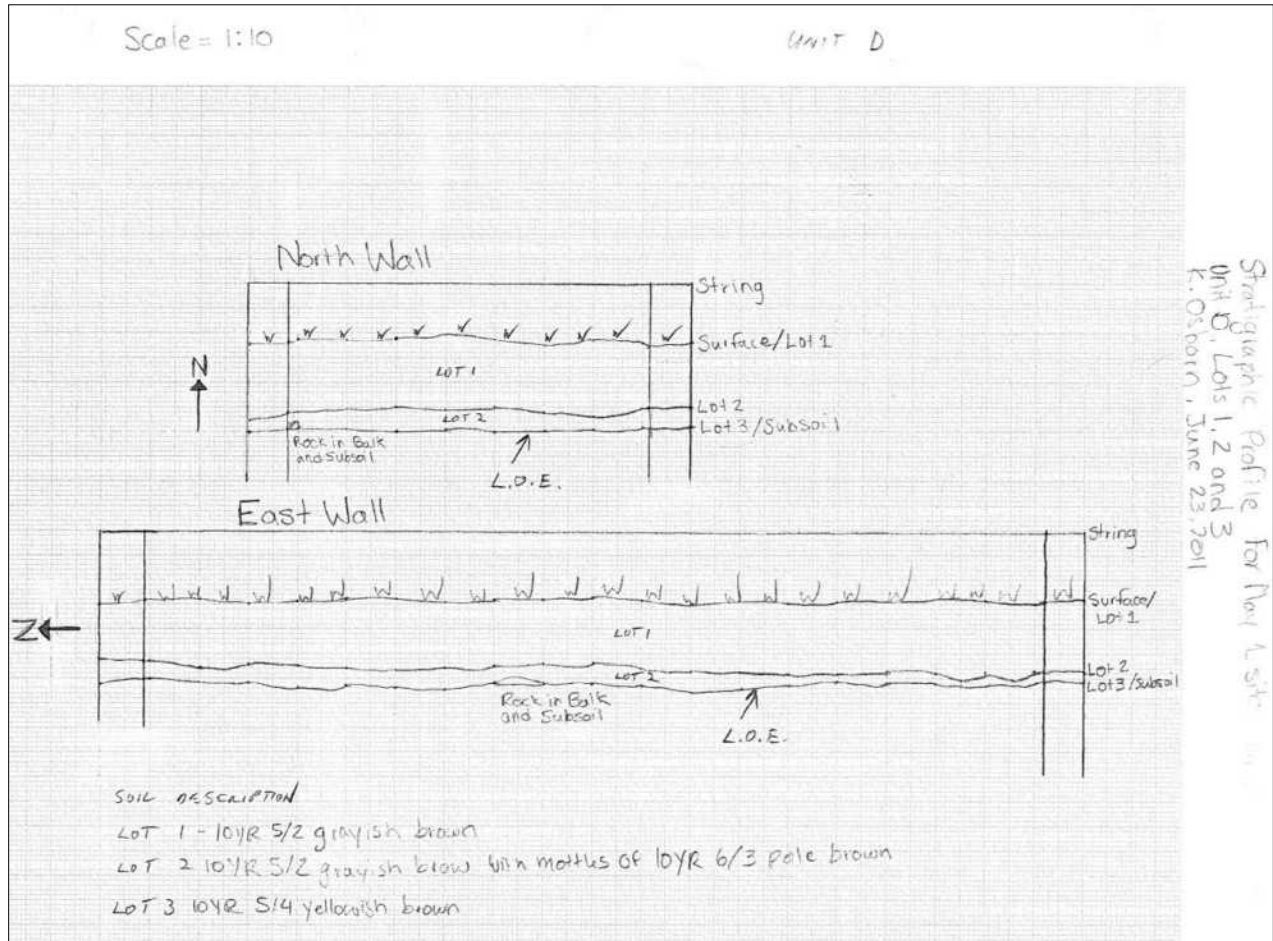 Scale = 1:10
UNIT D
North Wall
String
Surface/Lot 1
LOT 1
N
Lot 2
LOT 2
Lot 3/Subsoil
Rock in Balk
and Subsoil
L.O.E.
East Wall
String
Surface/
Lot 1
N
LOT 1
Lot 2
LOT 2
Lot 3/subsoil
Rock in Balk
and Subsoil
L.O.E.
SOIL DESCRIPTION
LOT 1 - 10YR 5/2 grayish brown
LOT 2 10YR 5/2 grayish brow with mottles of 10YR 6/3 pale brown
LOT 3 10YR 5/4 yellowish brown
Stratigraphic Profile For May 1 site
Unit D, Lots 1, 2 and 3
K. Osborn, June 23, 2011